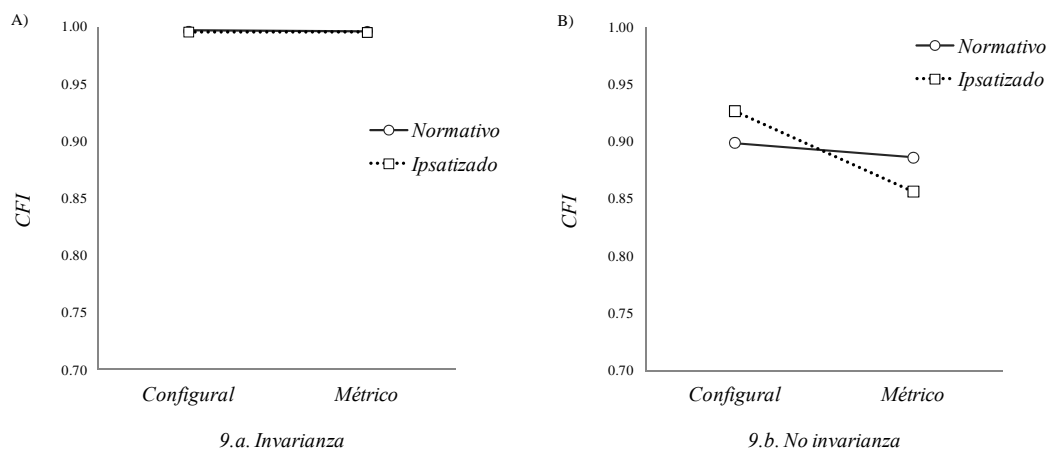 A)
1.00
0.95
0.90
0.85
0.80
0.75
0.70
CFI
Normativo
Ipsatizado
Configural Métrico
9.a. Invarianza
B)
1.00
0.95
0.90
0.85
0.80
0.75
0.70
CFI
Normativo
Ipsatizado
Configural Métrico
9.b. No invarianza